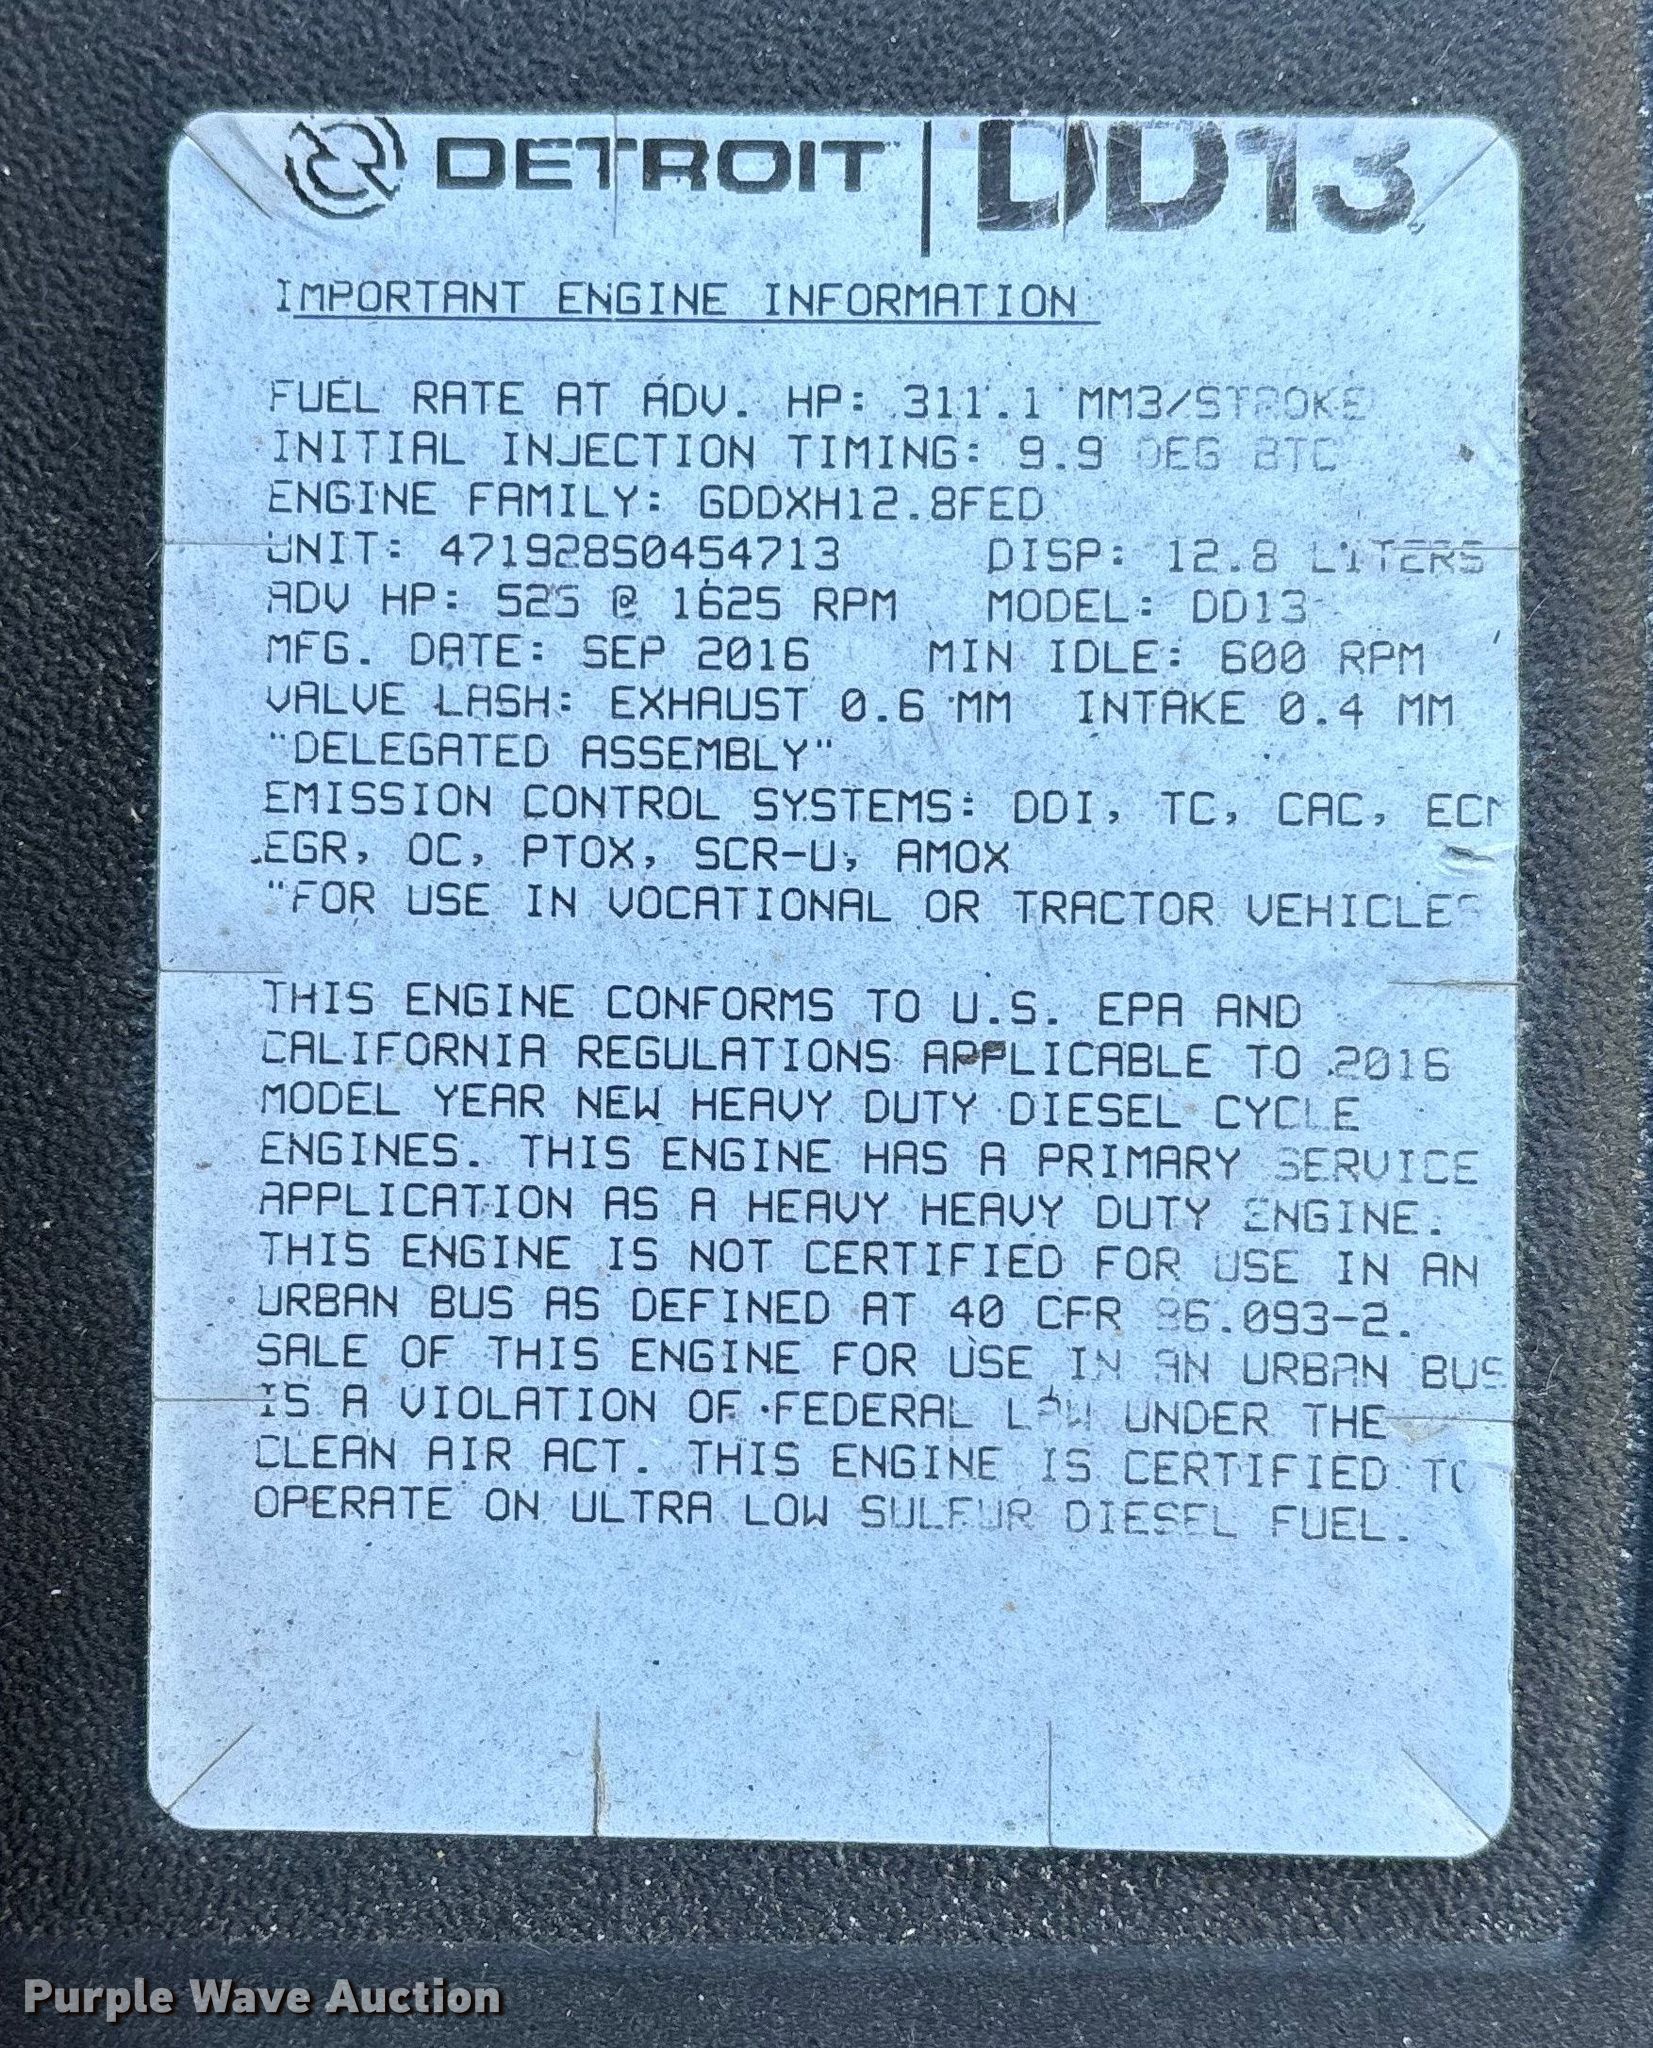 DETROIT | DD13
IMPORTANT ENGINE INFORMATION
FUEL RATE AT ADV. HP: 311.1 MM3/STROKE
INITIAL INJECTION TIMING: 9.9 DEG BTC
ENGINE FAMILY: GDDXH12.8FED
UNIT: 471928S0454713 DISP: 12.8 LITERS
ADV HP: 525 @ 1625 RPM MODEL: DD13
MFG. DATE: SEP 2016 MIN IDLE: 600 RPM
VALVE LASH: EXHAUST 0.6 MM INTAKE 0.4 MM
"DELEGATED ASSEMBLY"
EMISSION CONTROL SYSTEMS: DDI, TC, CAC, ECM
EGR, OC, PTOX, SCR-U, AMOX
"FOR USE IN VOCATIONAL OR TRACTOR VEHICLES
THIS ENGINE CONFORMS TO U.S. EPA AND
CALIFORNIA REGULATIONS APPLICABLE TO 2016
MODEL YEAR NEW HEAVY DUTY DIESEL CYCLE
ENGINES. THIS ENGINE HAS A PRIMARY SERVICE
APPLICATION AS A HEAVY HEAVY DUTY ENGINE.
THIS ENGINE IS NOT CERTIFIED FOR USE IN AN
URBAN BUS AS DEFINED AT 40 CFR 86.093-2.
SALE OF THIS ENGINE FOR USE IN AN URBAN BUS
IS A VIOLATION OF FEDERAL LAW UNDER THE
CLEAN AIR ACT. THIS ENGINE IS CERTIFIED TO
OPERATE ON ULTRA LOW SULFUR DIESEL FUEL.
Purple Wave Auction